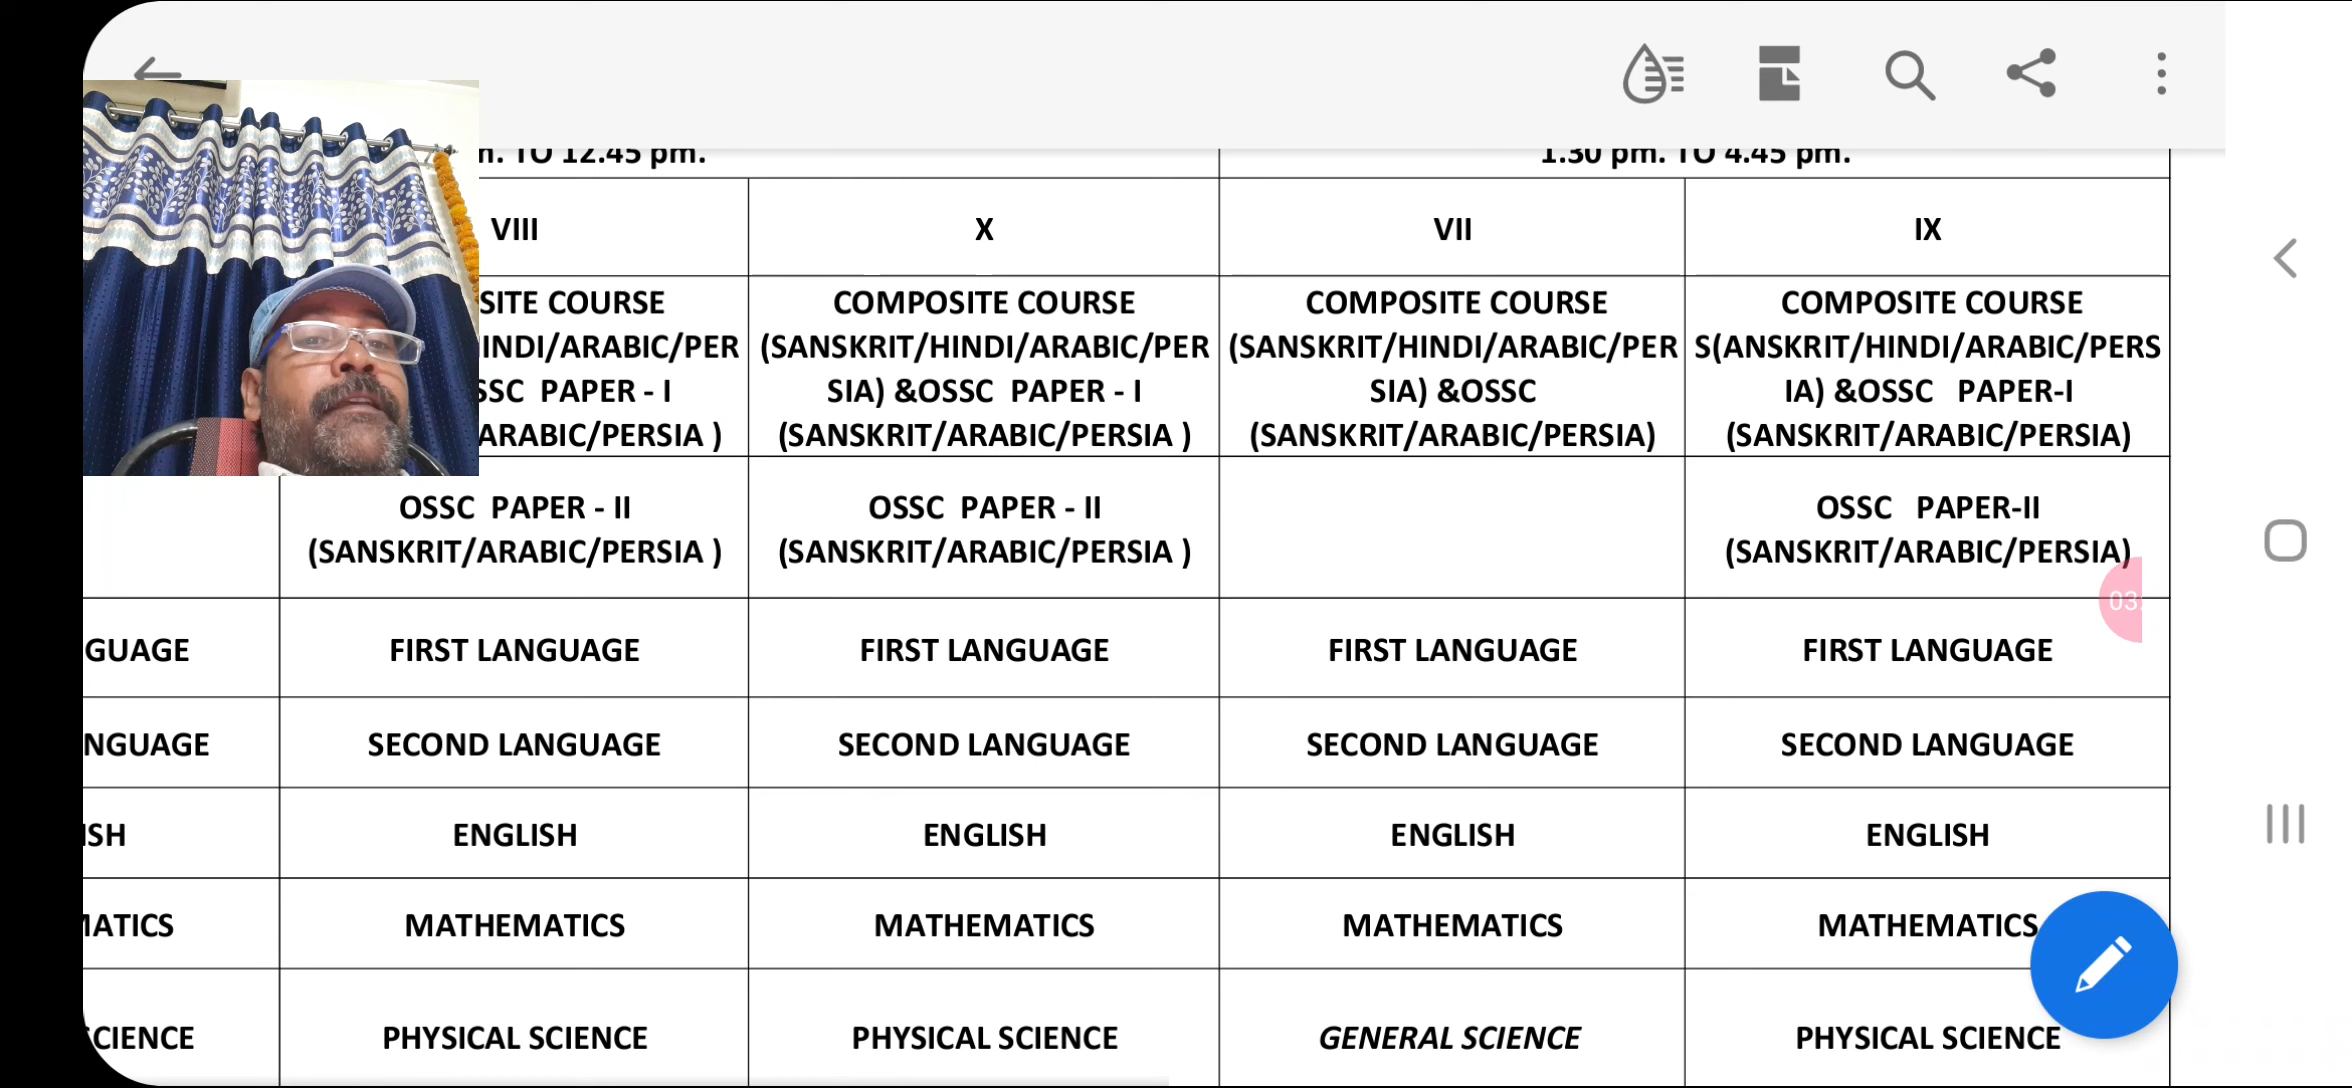 TO 12.45 pm.
1.30 pm. TO 4.45 pm.
VIII
X
VII
IX
SITE COURSE
INDI/ARABIC/PER
SSC PAPER - I
ARABIC/PERSIA )
COMPOSITE COURSE
(SANSKRIT/HINDI/ARABIC/PER
SIA) &OSSC PAPER - I
(SANSKRIT/ARABIC/PERSIA )
COMPOSITE COURSE
(SANSKRIT/HINDI/ARABIC/PER
SIA) &OSSC
(SANSKRIT/ARABIC/PERSIA)
COMPOSITE COURSE
S(ANSKRIT/HINDI/ARABIC/PERS
IA) &OSSC PAPER-I
(SANSKRIT/ARABIC/PERSIA)
OSSC PAPER - II
(SANSKRIT/ARABIC/PERSIA )
OSSC PAPER - II
(SANSKRIT/ARABIC/PERSIA )
OSSC PAPER-II
(SANSKRIT/ARABIC/PERSIA)
03
GUAGE
FIRST LANGUAGE
FIRST LANGUAGE
FIRST LANGUAGE
FIRST LANGUAGE
NGUAGE
SECOND LANGUAGE
SECOND LANGUAGE
SECOND LANGUAGE
SECOND LANGUAGE
ISH
ENGLISH
ENGLISH
ENGLISH
ENGLISH
MATICS
MATHEMATICS
MATHEMATICS
MATHEMATICS
MATHEMATICS
SCIENCE
PHYSICAL SCIENCE
PHYSICAL SCIENCE
GENERAL SCIENCE
PHYSICAL SCIENCE